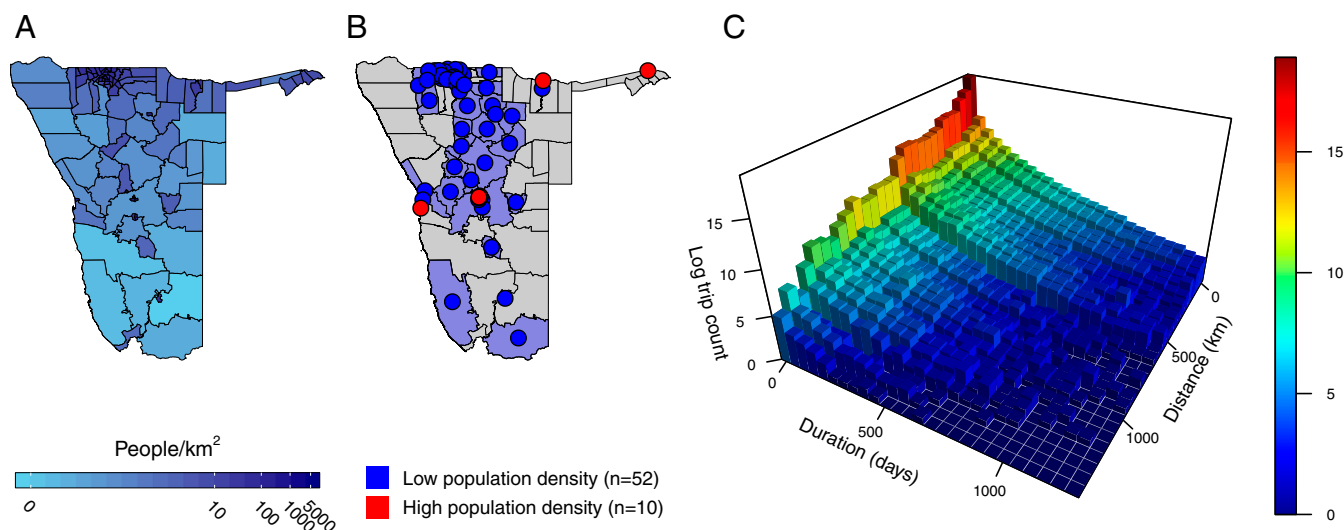 A
B
C
People/km2
0
10
100
1000
5000
Low population density (n=52)
High population density (n=10)
Log trip count
15
10
5
0
0
500
1000
Duration (days)
0
500
1000
Distance (km)
15
10
5
0